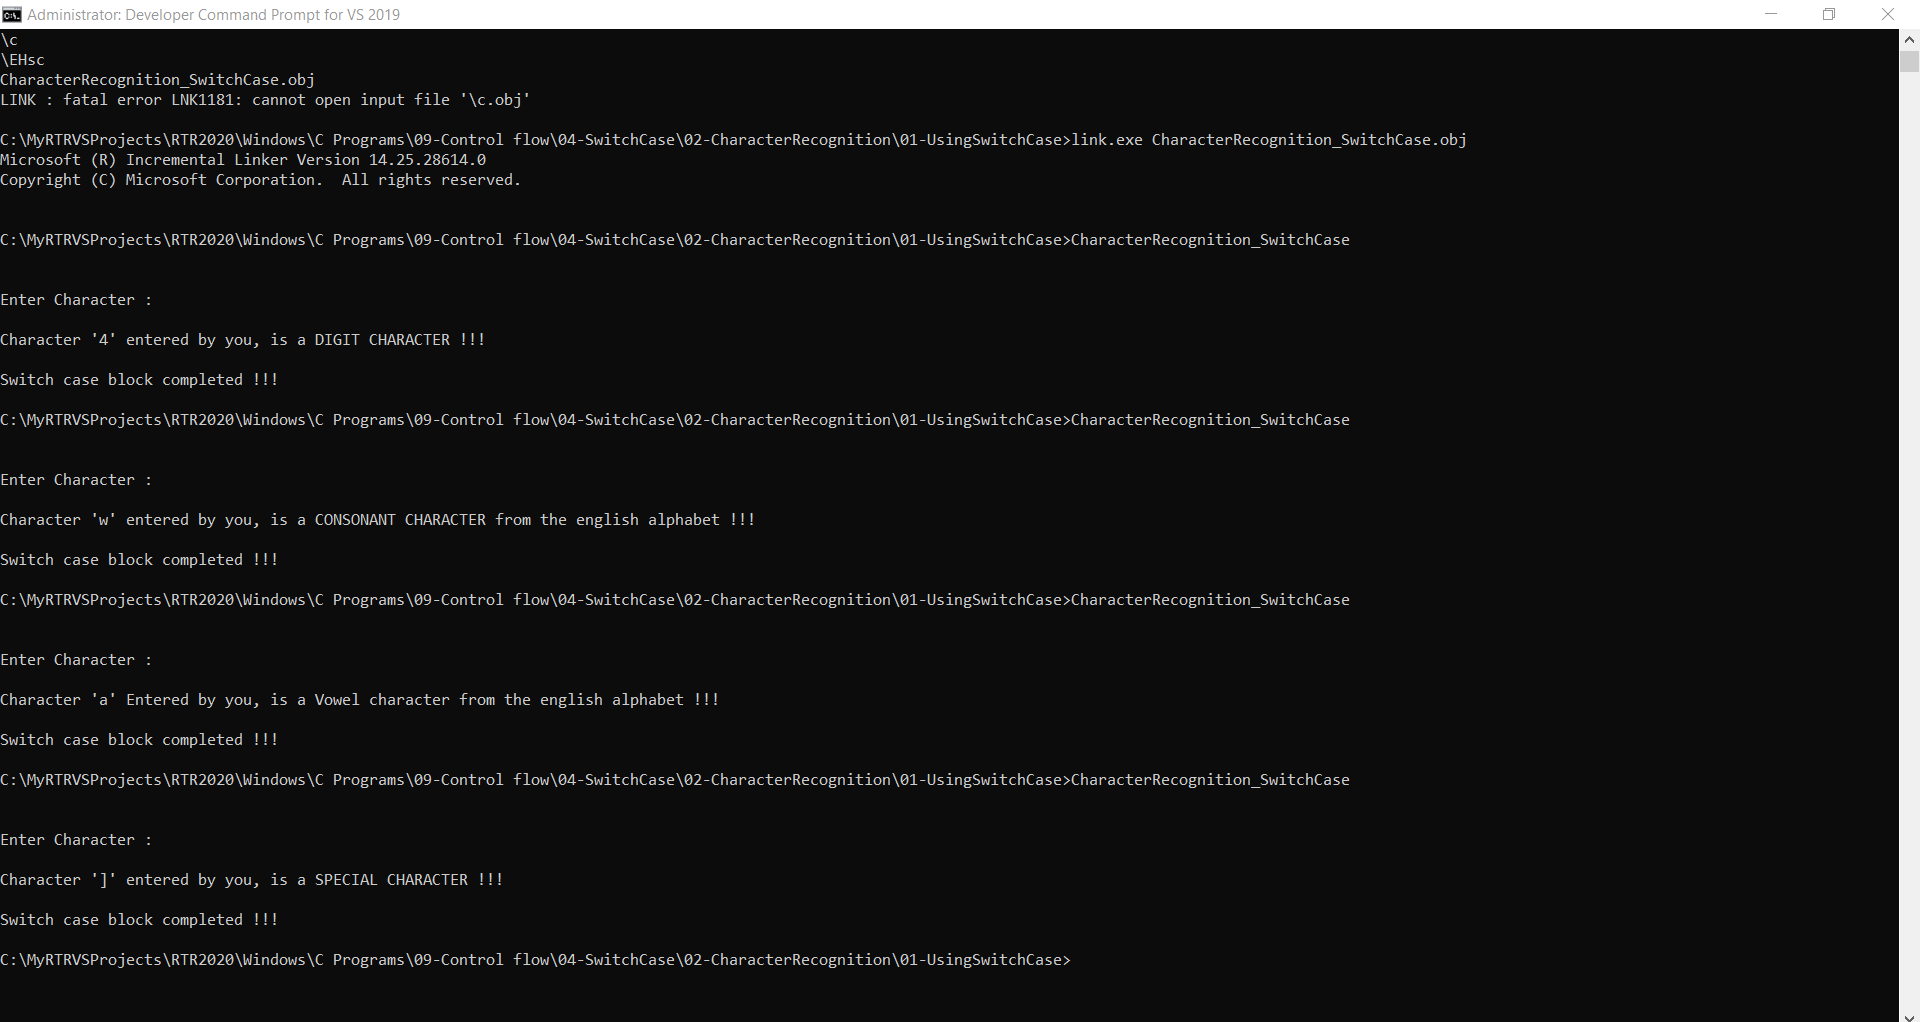 Administrator: Developer Command Prompt for VS 2019
\c
\EHsc
CharacterRecognition_SwitchCase.obj
LINK : fatal error LNK1181: cannot open input file '\c.obj'
C:\MyRTRVSProjects\RTR2020\Windows\C Programs\09-Control flow\04-SwitchCase\02-CharacterRecognition\01-UsingSwitchCase>link.exe CharacterRecognition_SwitchCase.obj
Microsoft (R) Incremental Linker Version 14.25.28614.0
Copyright (C) Microsoft Corporation.  All rights reserved.
C:\MyRTRVSProjects\RTR2020\Windows\C Programs\09-Control flow\04-SwitchCase\02-CharacterRecognition\01-UsingSwitchCase>CharacterRecognition_SwitchCase
Enter Character :
Character '4' entered by you, is a DIGIT CHARACTER !!!
Switch case block completed !!!
C:\MyRTRVSProjects\RTR2020\Windows\C Programs\09-Control flow\04-SwitchCase\02-CharacterRecognition\01-UsingSwitchCase>CharacterRecognition_SwitchCase
Enter Character :
Character 'w' entered by you, is a CONSONANT CHARACTER from the english alphabet !!!
Switch case block completed !!!
C:\MyRTRVSProjects\RTR2020\Windows\C Programs\09-Control flow\04-SwitchCase\02-CharacterRecognition\01-UsingSwitchCase>CharacterRecognition_SwitchCase
Enter Character :
Character 'a' Entered by you, is a Vowel character from the english alphabet !!!
Switch case block completed !!!
C:\MyRTRVSProjects\RTR2020\Windows\C Programs\09-Control flow\04-SwitchCase\02-CharacterRecognition\01-UsingSwitchCase>CharacterRecognition_SwitchCase
Enter Character :
Character ']' entered by you, is a SPECIAL CHARACTER !!!
Switch case block completed !!!
C:\MyRTRVSProjects\RTR2020\Windows\C Programs\09-Control flow\04-SwitchCase\02-CharacterRecognition\01-UsingSwitchCase>